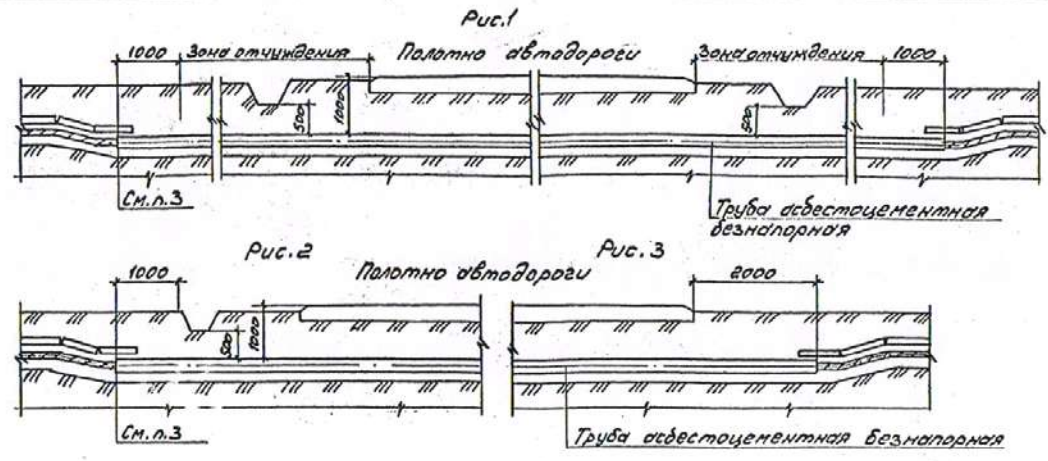 Рис.1
1000 Зона отчуждения Полотно автодороги Зона отчуждения 1000
500 1000 500
См.п.3
Труба асбестоцементная
безнапорная
Рис.2 Рис.3
1000 Полотно автодороги 2000
500 1000
См.п.3
Труба асбестоцементная безнапорная